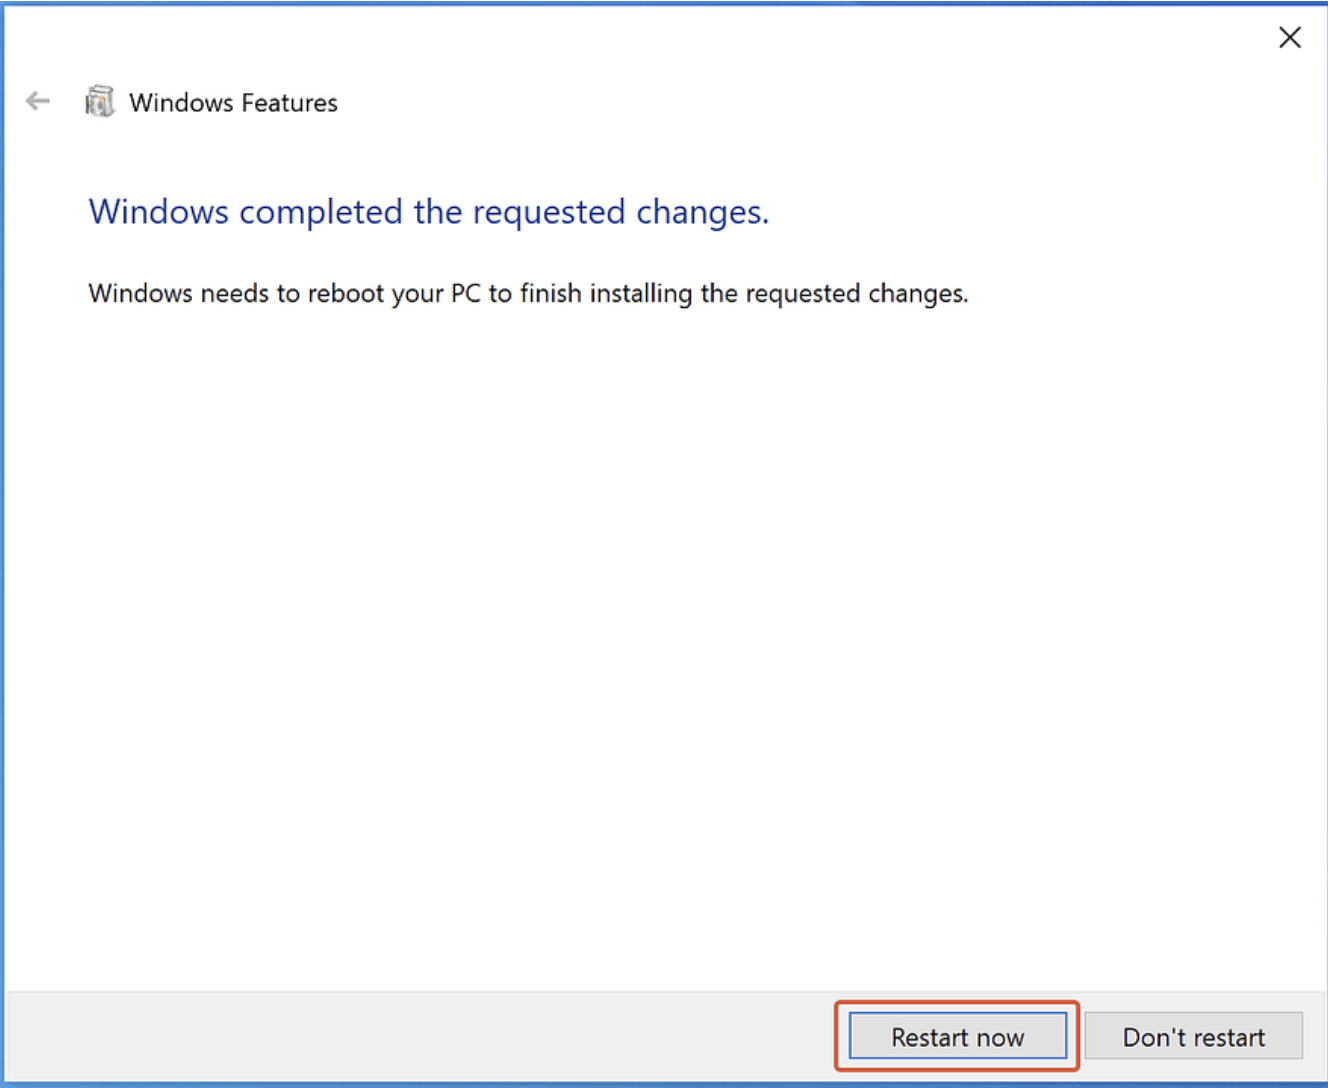 Windows Features
Windows completed the requested changes.
Windows needs to reboot your PC to finish installing the requested changes.
Restart now
Don't restart